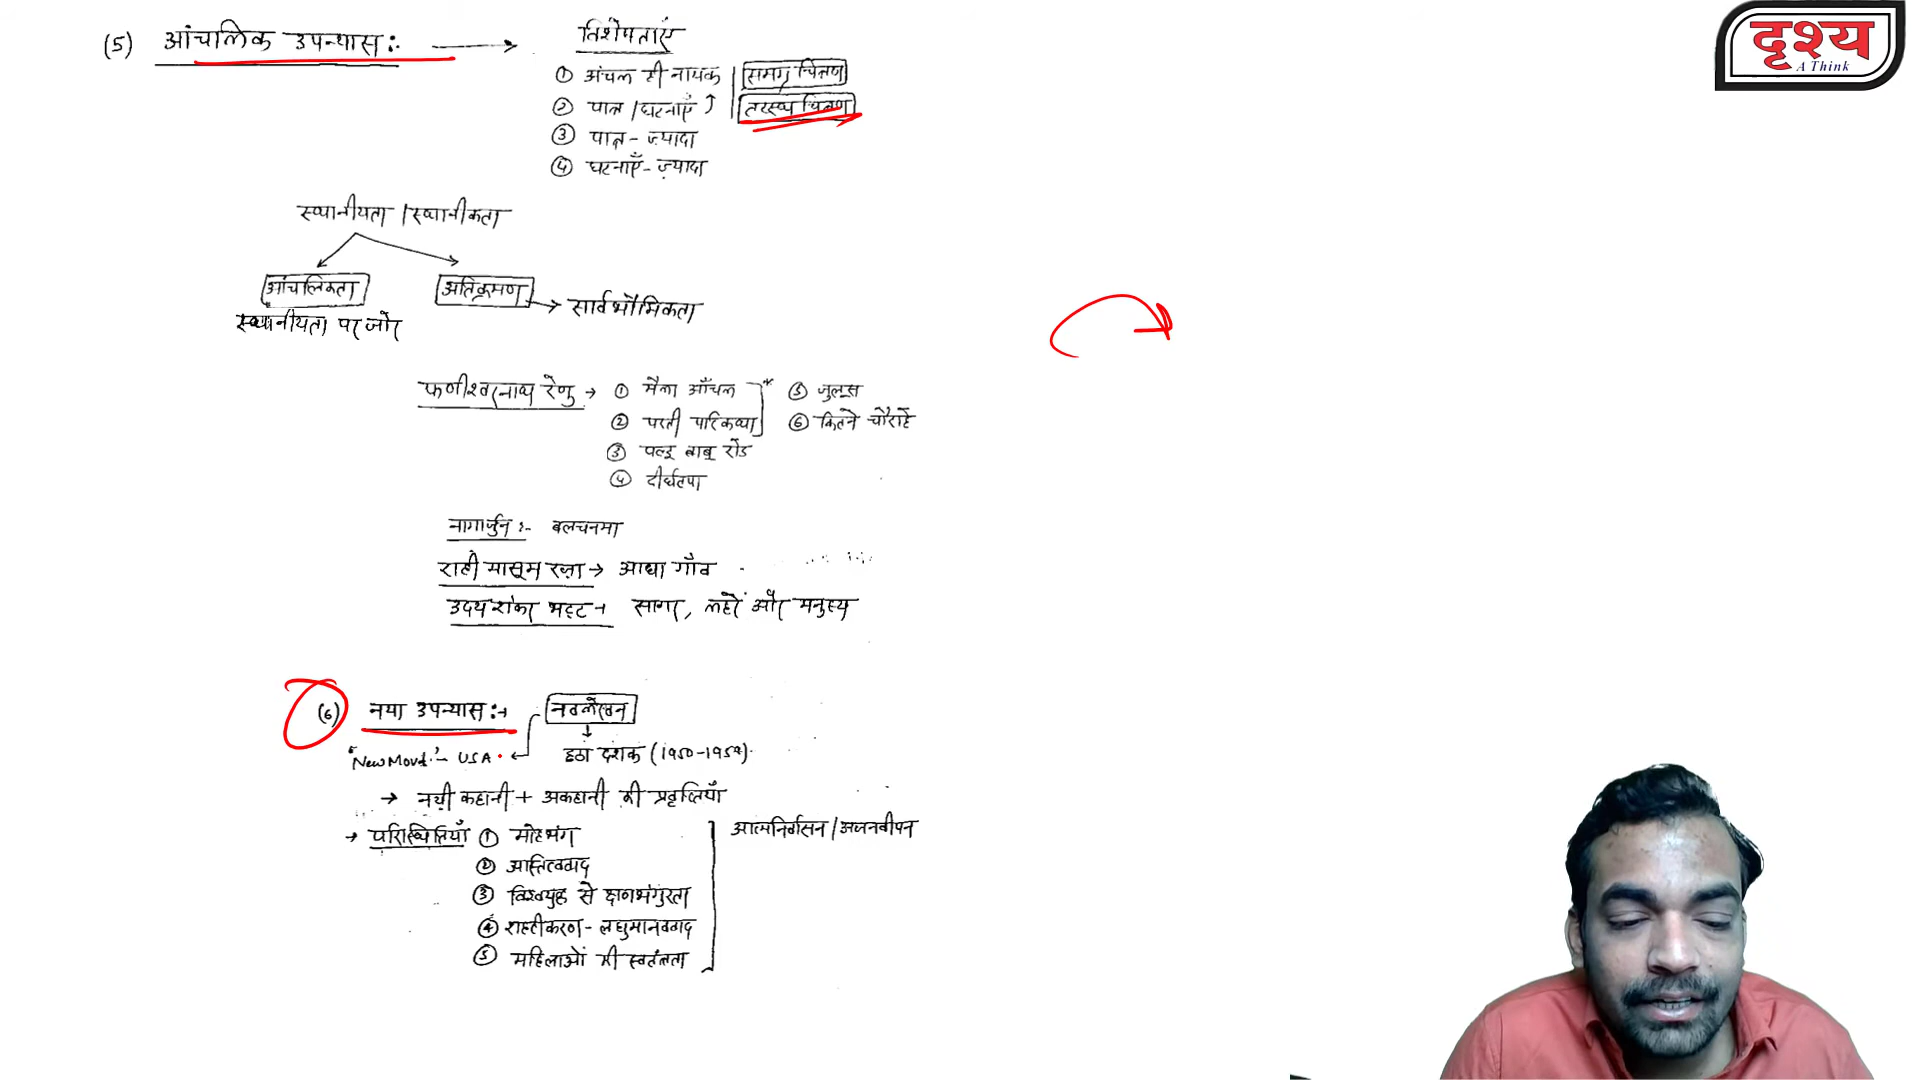 (5) आंचलिक उपन्यास :- → विशेषताएँ
① अंचल ही नायक
② पात्र / घटनाएँ ↑
③ पात्र - ज़्यादा
④ घटनाएँ - ज़्यादा
समग्र चित्रण
तटस्थ चित्रण
स्थानीयता / स्थानीकता
आंचलिकता
स्थानीयता पर जोर
अतिक्रमण → सार्वभौमिकता
फणीश्वरनाथ रेणु → ① मैला आँचल
② परती परिकथा
③ पल्टू बाबू रोड
④ दीर्घतपा
⑤ जुलूस
⑥ कितने चौराहे
नागार्जुन :- बलचनमा
राही मासूम रज़ा → आधा गाँव
उदयशंकर भट्ट → सागर, लहरें और मनुष्य
(6) नया उपन्यास :→ नवलेखन
'New Movt.' - USA. ← छठा दशक (1950-1959).
→ नयी कहानी + अकहानी की प्रवृत्तियाँ
→ परिस्थितियाँ ① मोहभंग
② अस्तित्ववाद
③ विश्वयुद्ध से क्षणभंगुरता
④ शहरीकरण - लघुमानववाद
⑤ महिलाओं की स्वतंत्रता
आत्मनिर्वासन / अजनबीपन
दृश्य
A Think